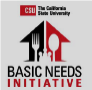 CSU The California
State University
BASIC NEEDS
INITIATIVE